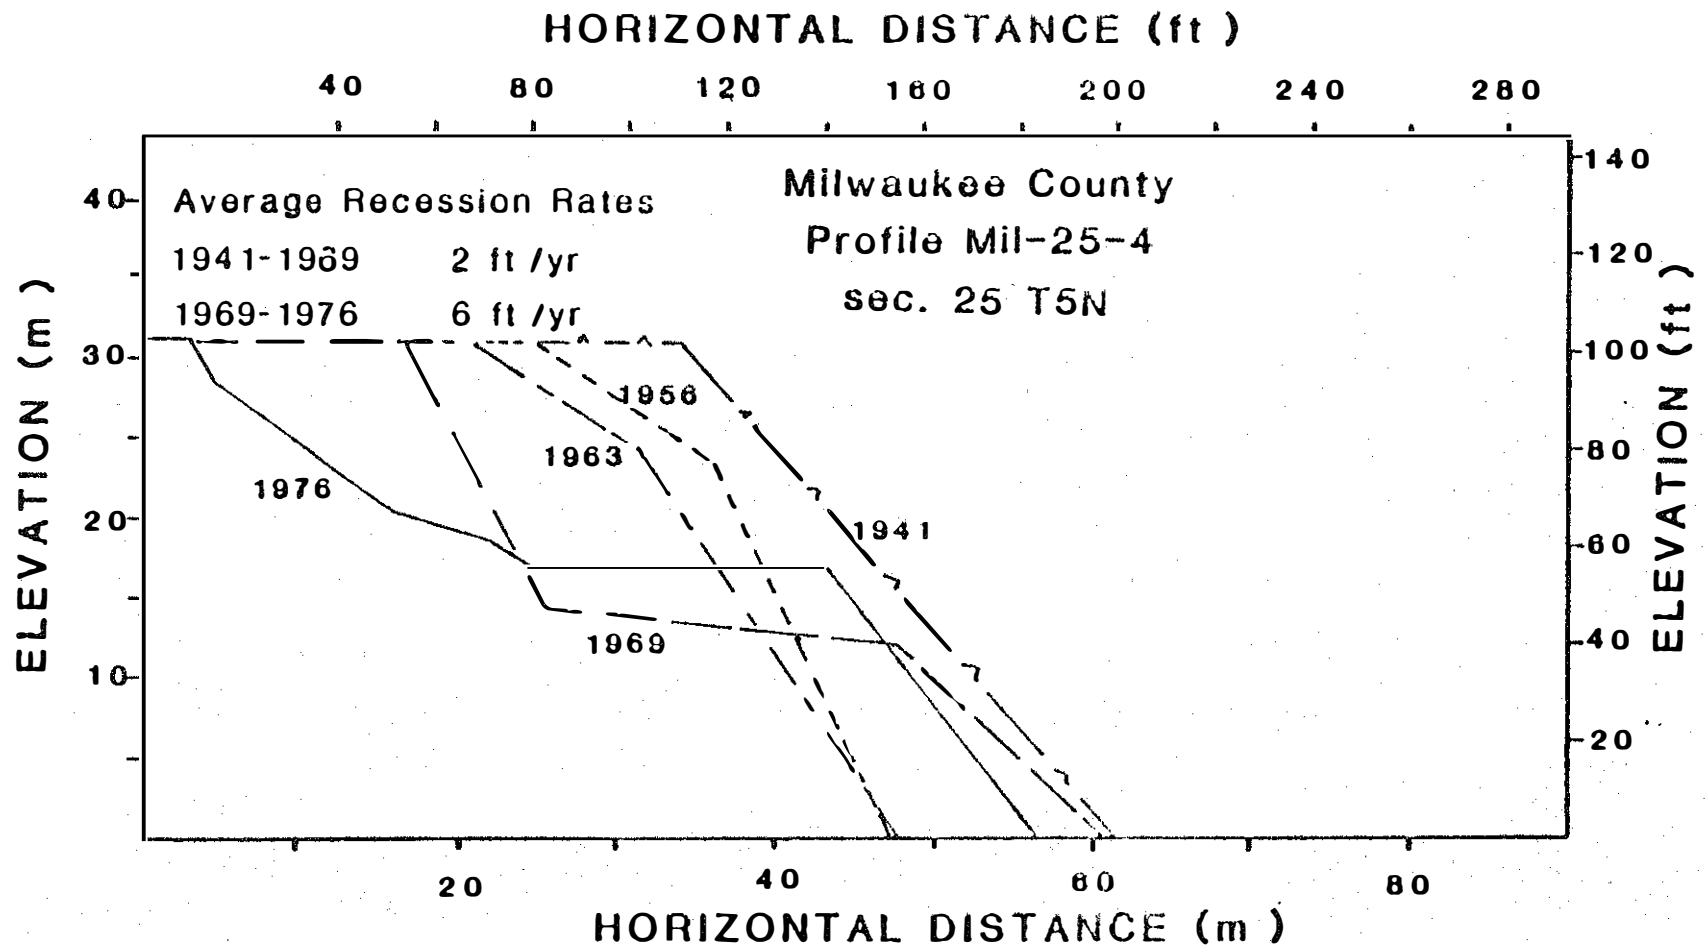 HORIZONTAL DISTANCE (ft )
40 80 120 160 200 240 280
Milwaukee County
Profile Mil-25-4
sec. 25 T5N
Average Recession Rates
1941-1969 2 ft /yr
1969-1976 6 ft /yr
ELEVATION (m )
40
30
20
10
ELEVATION (ft )
140
120
100
80
60
40
20
1956
1963
1976
1941
1969
20 40 60 80
HORIZONTAL DISTANCE (m )